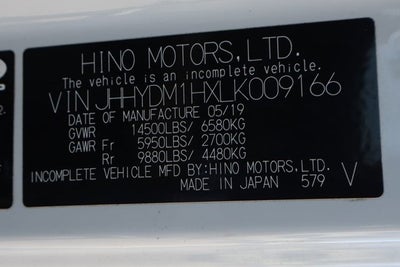 HINO MOTORS,LTD.
The vehicle is an incomplete vehicle.
VIN JHHYDM1HXLK009166
DATE OF MANUFACTURE 05/19
GVWR 14500LBS/ 6580KG
GAWR Fr 5950LBS/ 2700KG
Rr 9880LBS/ 4480KG
INCOMPLETE VEHICLE MFD BY:HINO MOTORS,LTD.
MADE IN JAPAN 579 V